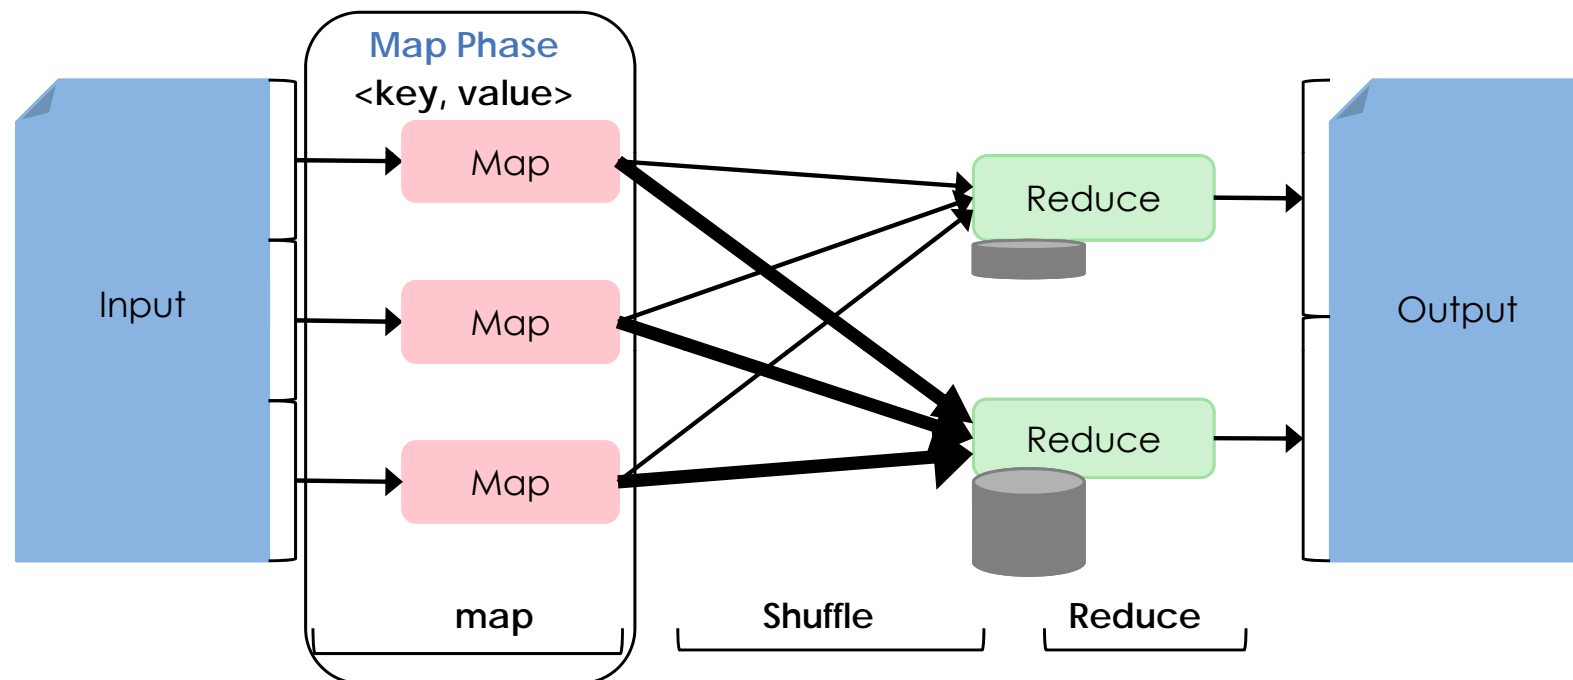 Map Phase
<key, value>
Input
Map
Map
Map
Reduce
Reduce
Output
map
Shuffle
Reduce